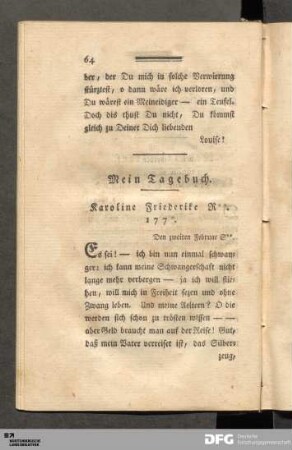 64
her, der Du mich in solche Verwirrung
stürztest, o dann wäre ich verloren, und
Du wärest ein Meineidiger — ein Teufel.
Doch dis thust Du nicht, Du kömmst
gleich zu Deiner Dich liebenden
Louise!
Mein Tagebuch.
Karoline Friederike R**.
177*.
Den zweiten Februar S**.
Es sei! — ich bin nun einmal schwan-
ger; ich kann meine Schwangerschaft nicht
lange mehr verbergen — ja ich will flie-
hen, will mich in Freiheit sezen und ohne
Zwang leben. Und meine Aeltern? O die
werden sich schon zu trösten wissen — —
aber Geld braucht man auf der Reise! Gut,
daß mein Vater verreiset ist, das Silber-
zeug,
DFG
Deutsche
Forschungsgemeinschaft